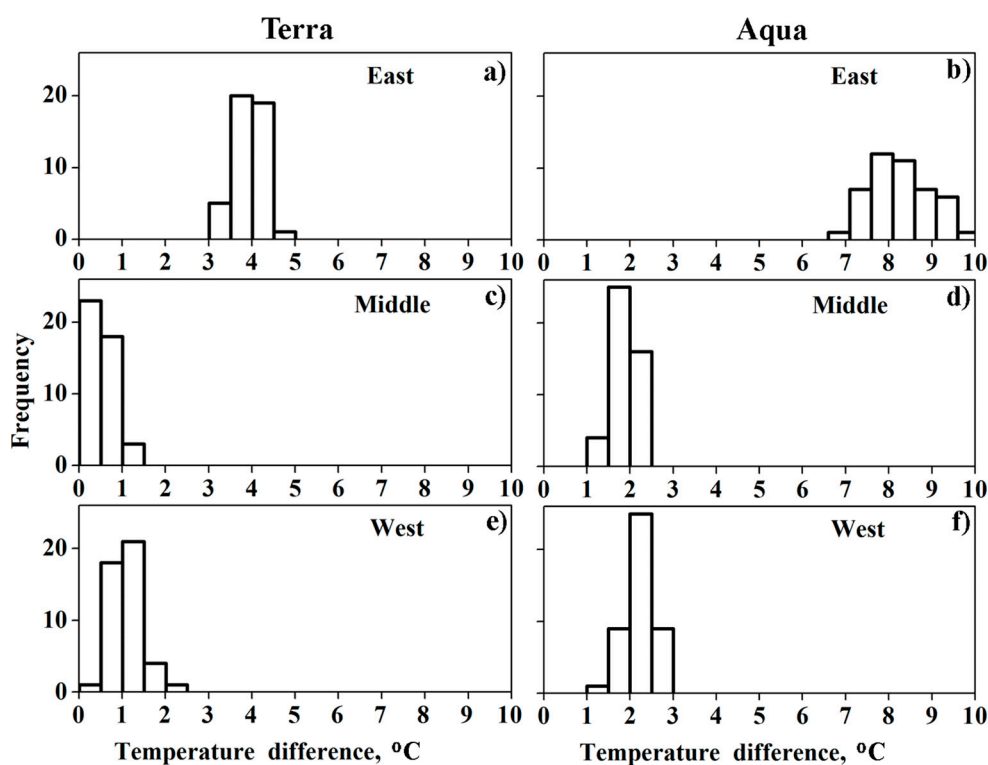 Terra Aqua
East a) East b)
20
10
0
0 1 2 3 4 5 6 7 8 9 10 0 1 2 3 4 5 6 7 8 9 10
Middle c) Middle d)
20
10
0
0 1 2 3 4 5 6 7 8 9 10 0 1 2 3 4 5 6 7 8 9 10
Frequency
West e) West f)
20
10
0
0 1 2 3 4 5 6 7 8 9 10 0 1 2 3 4 5 6 7 8 9 10
Temperature difference, ºC Temperature difference, ºC